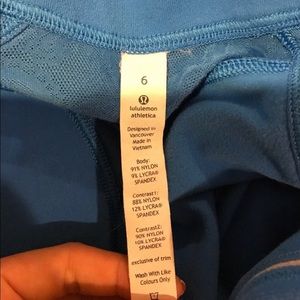 6
lululemon
athletica
Designed in
Vancouver
Made in
Vietnam
Body:
91% NYLON
9% LYCRA®
SPANDEX
Contrast1:
88% NYLON
12% LYCRA®
SPANDEX
Contrast2:
90% NYLON
10% LYCRA®
SPANDEX
exclusive of trim
Wash With Like
Colours Only